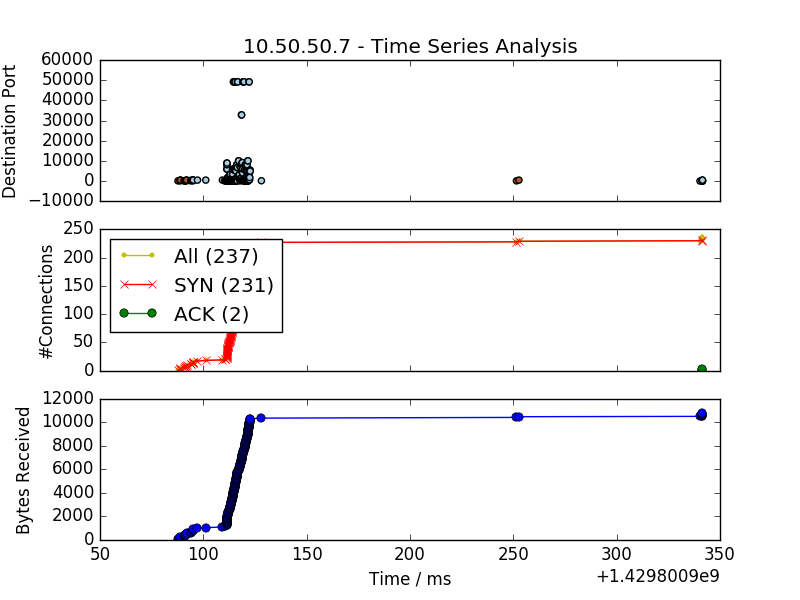 10.50.50.7 - Time Series Analysis
60000
50000
40000
30000
20000
10000
0
−10000
Destination Port
250
200
150
100
50
0
#Connections
All (237)
SYN (231)
ACK (2)
12000
10000
8000
6000
4000
2000
0
Bytes Received
50 100 150 200 250 300 350
Time / ms
+1.4298009e9